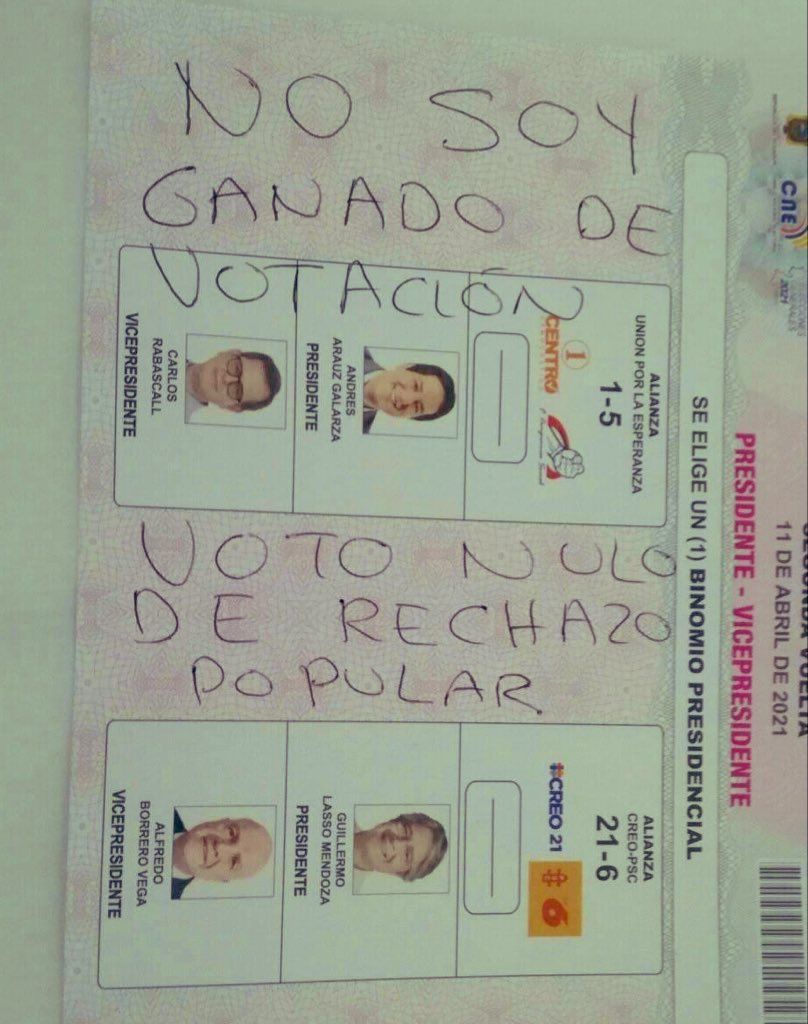 NO SOY
GANADO DE
VOTACIÓN
VOTO NULO
DE RECHAZO
POPULAR
CNE
2021
SEGUNDA VUELTA
11 DE ABRIL DE 2021
PRESIDENTE - VICEPRESIDENTE
SE ELIGE UN (1) BINOMIO PRESIDENCIAL
ALIANZA
UNION POR LA ESPERANZA
1-5
1
CENTRO
ANDRES
ARAUZ GALARZA
PRESIDENTE
CARLOS
RABASCALL
VICEPRESIDENTE
ALIANZA
CREO-PSC
21-6
CREO 21
6
GUILLERMO
LASSO MENDOZA
PRESIDENTE
ALFREDO
BORRERO VEGA
VICEPRESIDENTE